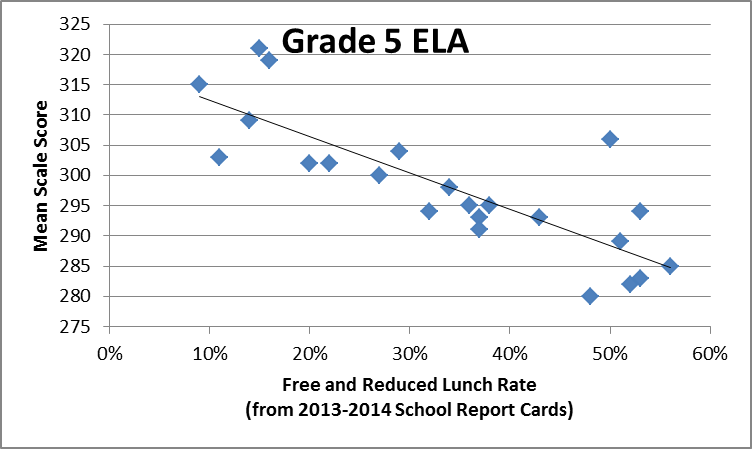 Grade 5 ELA
Mean Scale Score
325
320
315
310
305
300
295
290
285
280
275
0% 10% 20% 30% 40% 50% 60%
Free and Reduced Lunch Rate
(from 2013-2014 School Report Cards)